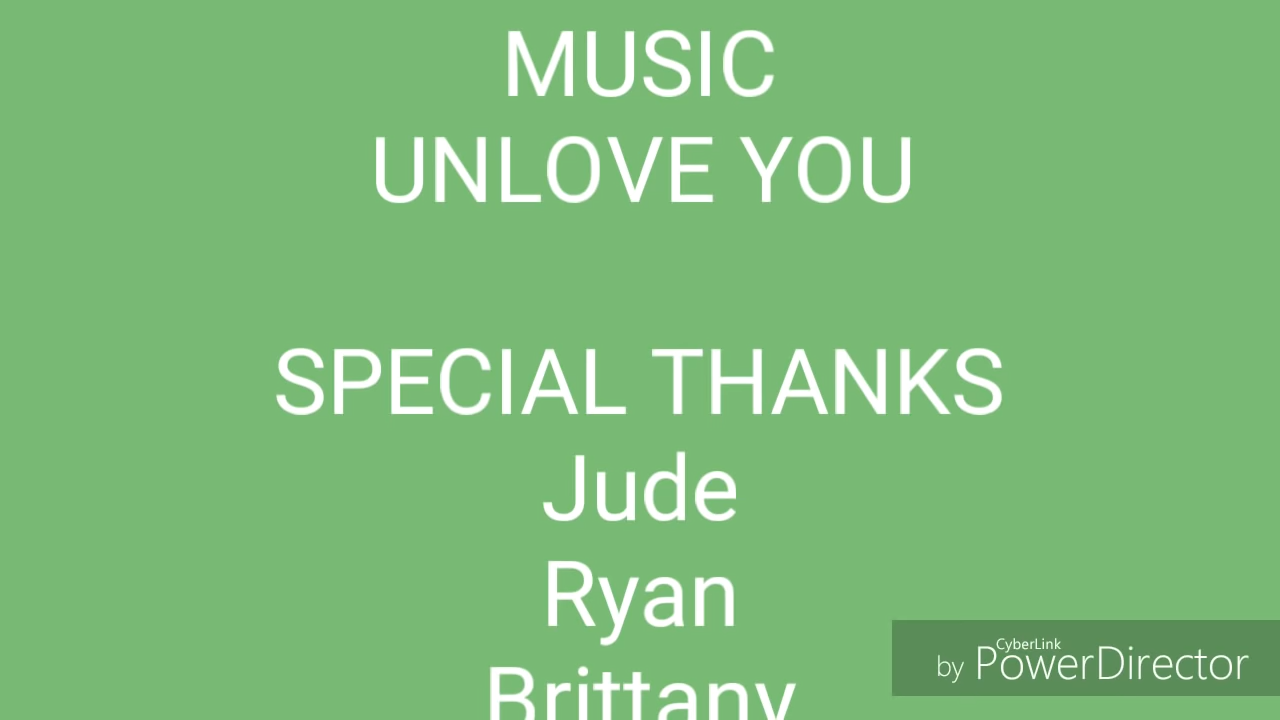 MUSIC
UNLOVE YOU
SPECIAL THANKS
Jude
Ryan
Brittany
by CyberLink PowerDirector